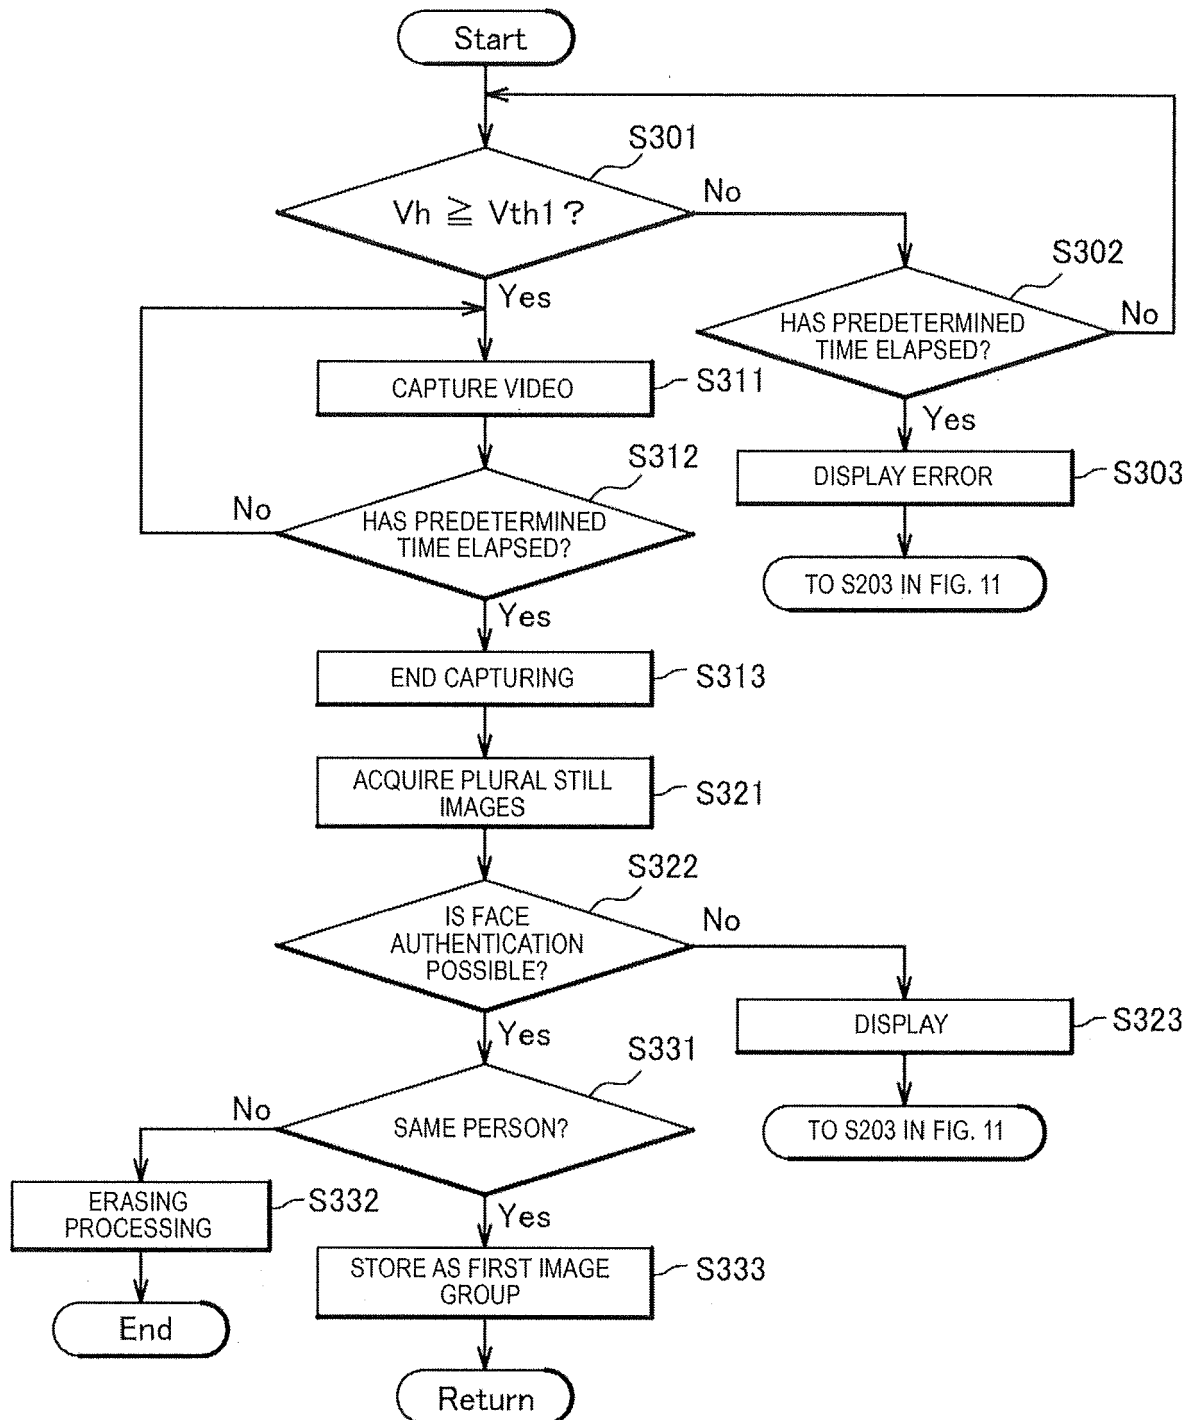 Start
S301
Vh ≧ Vth1?
No
S302
Yes
HAS PREDETERMINED
TIME ELAPSED?
No
CAPTURE VIDEO
S311
Yes
S312
DISPLAY ERROR
S303
No
HAS PREDETERMINED
TIME ELAPSED?
TO S203 IN FIG. 11
Yes
END CAPTURING
S313
ACQUIRE PLURAL STILL
IMAGES
S321
S322
IS FACE
AUTHENTICATION
POSSIBLE?
No
DISPLAY
S323
Yes
S331
No
SAME PERSON?
TO S203 IN FIG. 11
ERASING
PROCESSING
S332
Yes
STORE AS FIRST IMAGE
GROUP
S333
End
Return